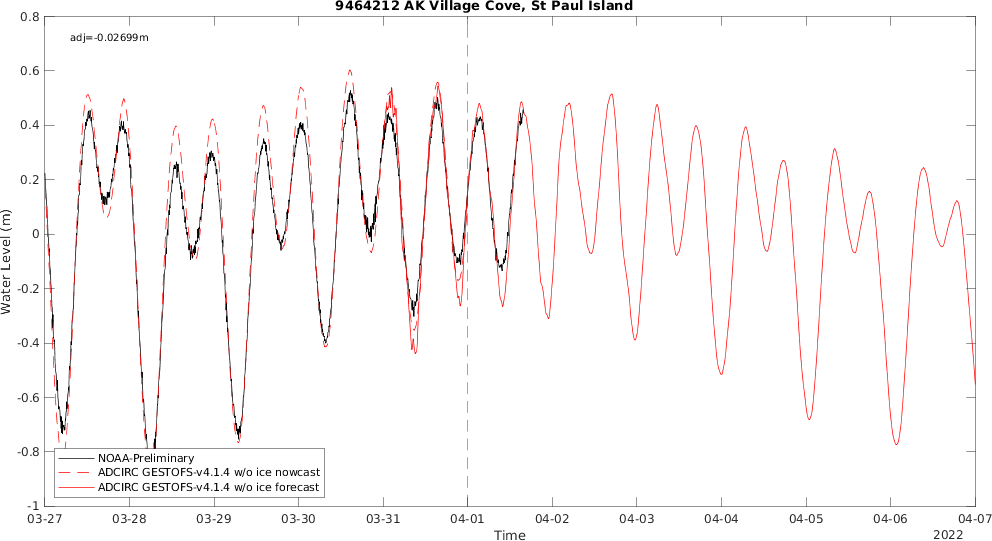 9464212 AK Village Cove, St Paul Island
adj=-0.02699m
Water Level (m)
0.8
0.6
0.4
0.2
0
-0.2
-0.4
-0.6
-0.8
-1
NOAA-Preliminary
ADCIRC GESTOFS-v4.1.4 w/o ice nowcast
ADCIRC GESTOFS-v4.1.4 w/o ice forecast
03-27 03-28 03-29 03-30 03-31 04-01 04-02 04-03 04-04 04-05 04-06 04-07
Time
2022